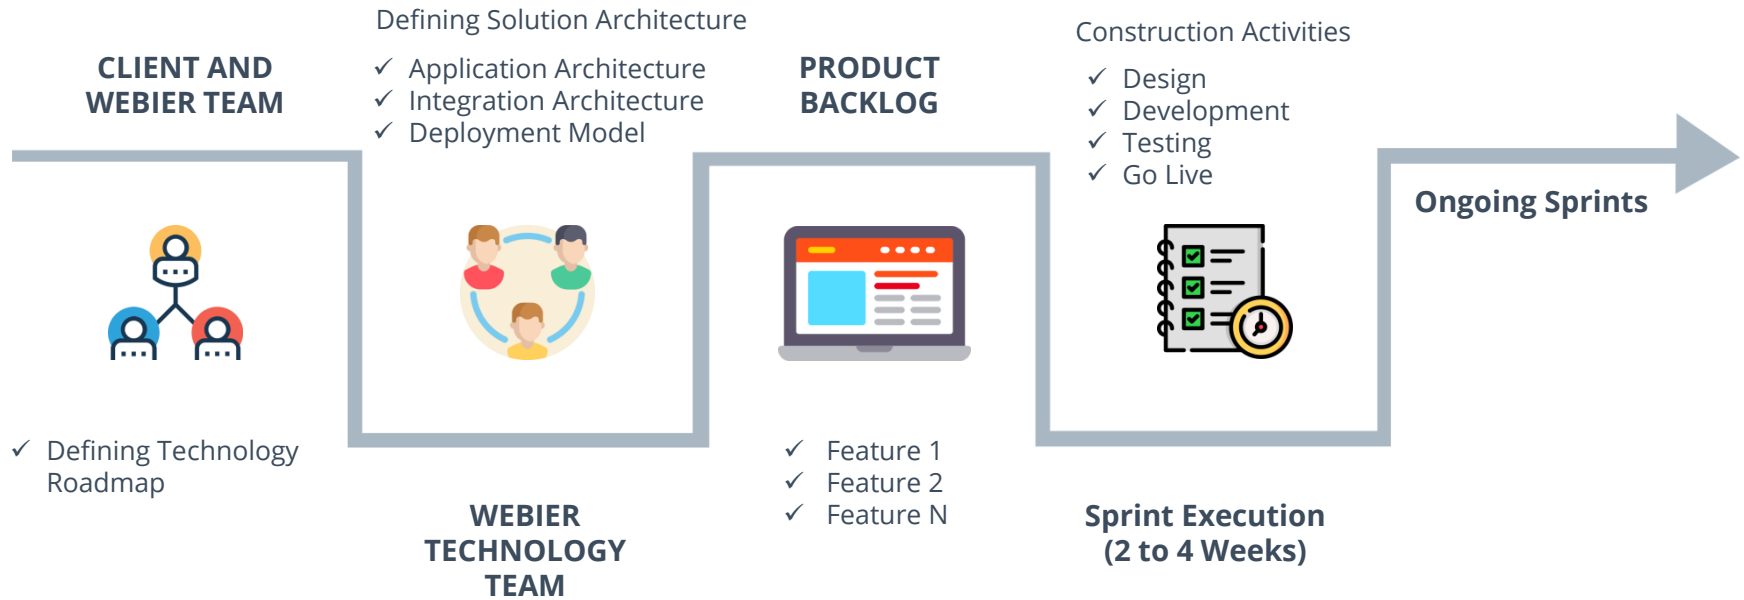 CLIENT AND
WEBIER TEAM
✓ Defining Technology
Roadmap
Defining Solution Architecture
✓ Application Architecture
✓ Integration Architecture
✓ Deployment Model
WEBIER
TECHNOLOGY
TEAM
PRODUCT
BACKLOG
✓ Feature 1
✓ Feature 2
✓ Feature N
Construction Activities
✓ Design
✓ Development
✓ Testing
✓ Go Live
Sprint Execution
(2 to 4 Weeks)
Ongoing Sprints